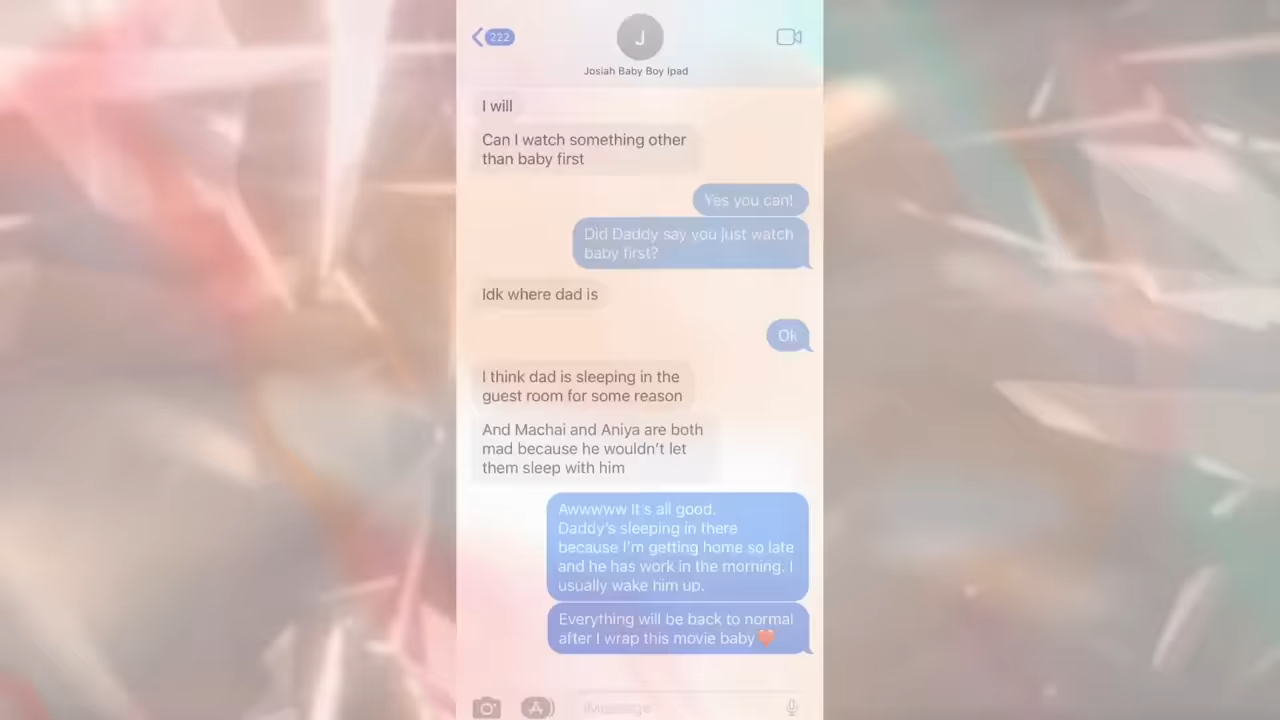 222
J
Josiah Baby Boy Ipad
I will
Can I watch something other
than baby first
Yes you can!
Did Daddy say you just watch
baby first?
Idk where dad is
Ok
I think dad is sleeping in the
guest room for some reason
And Machai and Aniya are both
mad because he wouldn't let
them sleep with him
Awwwww It's all good.
Daddy's sleeping in there
because I'm getting home so late
and he has work in the morning. I
usually wake him up.
Everything will be back to normal
after I wrap this movie baby❤️
iMessage